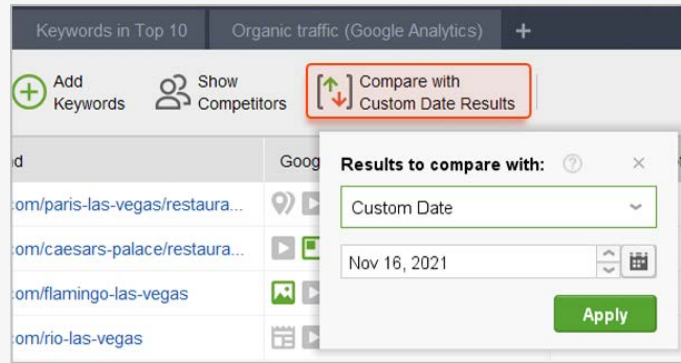 Keywords in Top 10 Organic traffic (Google Analytics) +
Add Keywords
Show Competitors
Compare with Custom Date Results
Goog
Results to compare with: ?
.com/paris-las-vegas/restaura...
Custom Date
.com/caesars-palace/restaura...
Nov 16, 2021
.com/flamingo-las-vegas
Apply
.com/rio-las-vegas